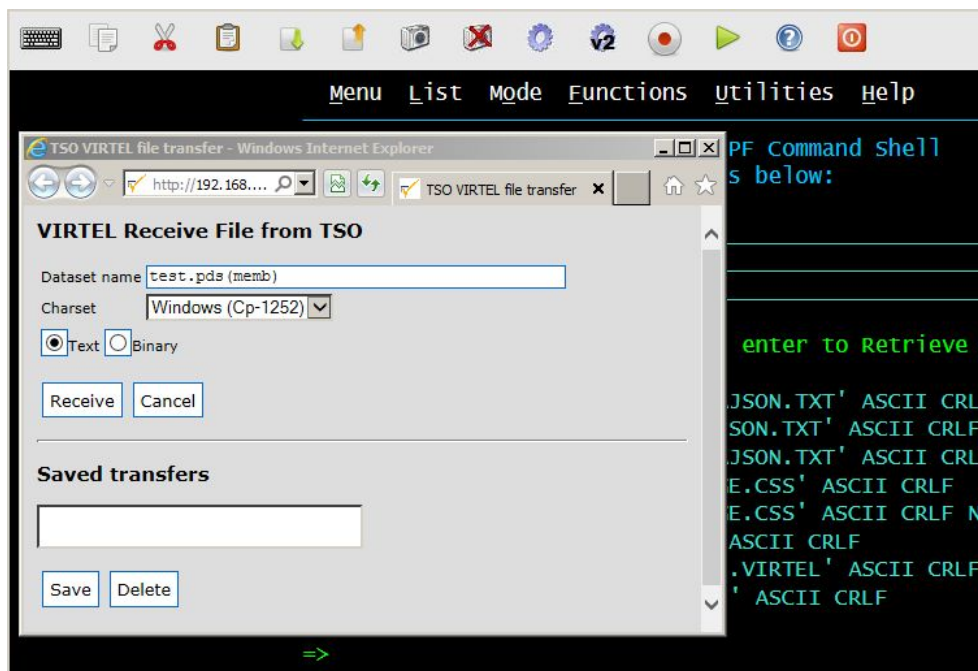 v2
Menu List Mode Functions Utilities Help
TSO VIRTEL file transfer - Windows Internet Explorer
http://192.168....
TSO VIRTEL file transfer
PF Command Shell
s below:
VIRTEL Receive File from TSO
Dataset name test.pds(memb)
Charset Windows (Cp-1252)
Text Binary
enter to Retrieve
Receive Cancel
JSON.TXT' ASCII CRL
SON.TXT' ASCII CRLF
JSON.TXT' ASCII CRL
Saved transfers
E.CSS' ASCII CRLF
E.CSS' ASCII CRLF N
ASCII CRLF
.VIRTEL' ASCII CRLF
' ASCII CRLF
Save Delete
=>